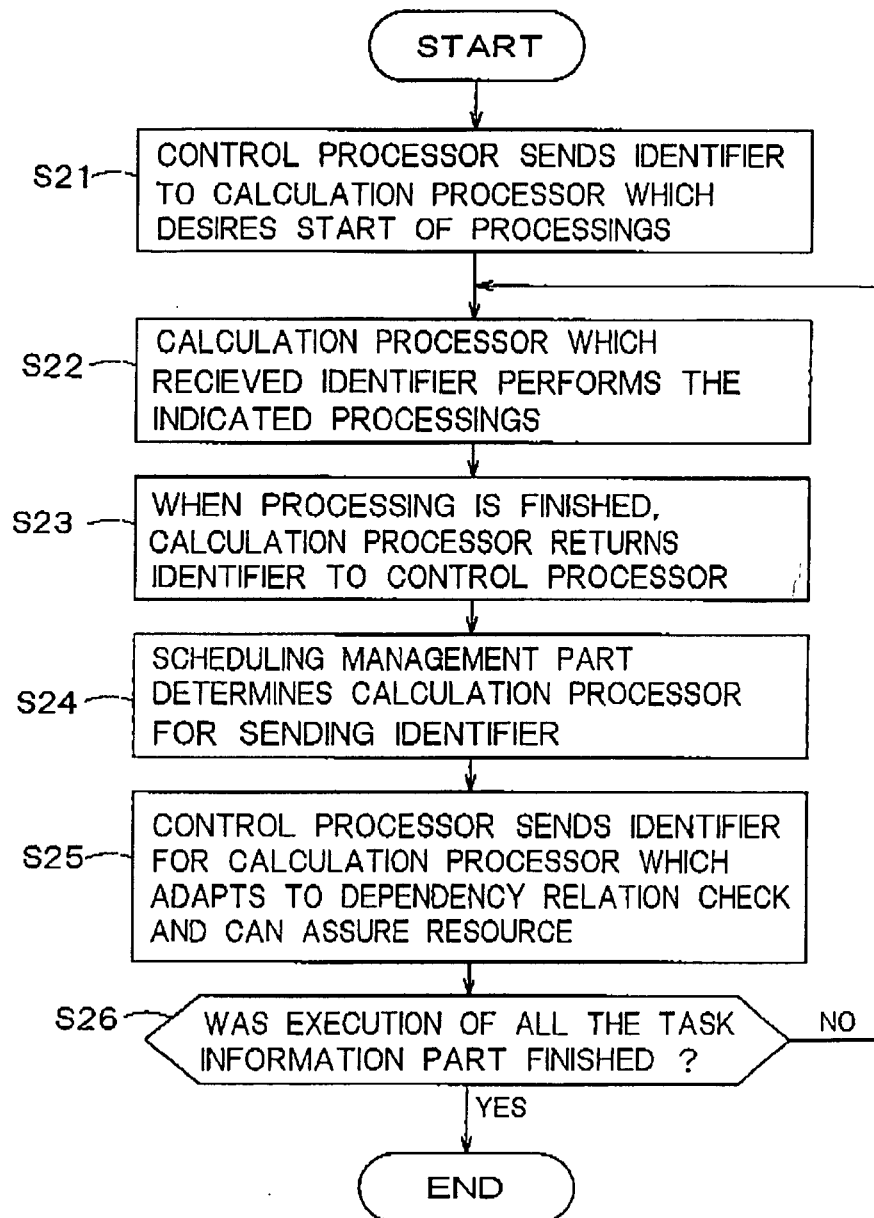 START
S21
CONTROL PROCESSOR SENDS IDENTIFIER
TO CALCULATION PROCESSOR WHICH
DESIRES START OF PROCESSINGS
S22
CALCULATION PROCESSOR WHICH
RECIEVED IDENTIFIER PERFORMS THE
INDICATED PROCESSINGS
S23
WHEN PROCESSING IS FINISHED,
CALCULATION PROCESSOR RETURNS
IDENTIFIER TO CONTROL PROCESSOR
S24
SCHEDULING MANAGEMENT PART
DETERMINES CALCULATION PROCESSOR
FOR SENDING IDENTIFIER
S25
CONTROL PROCESSOR SENDS IDENTIFIER
FOR CALCULATION PROCESSOR WHICH
ADAPTS TO DEPENDENCY RELATION CHECK
AND CAN ASSURE RESOURCE
S26
WAS EXECUTION OF ALL THE TASK
INFORMATION PART FINISHED ?
NO
YES
END